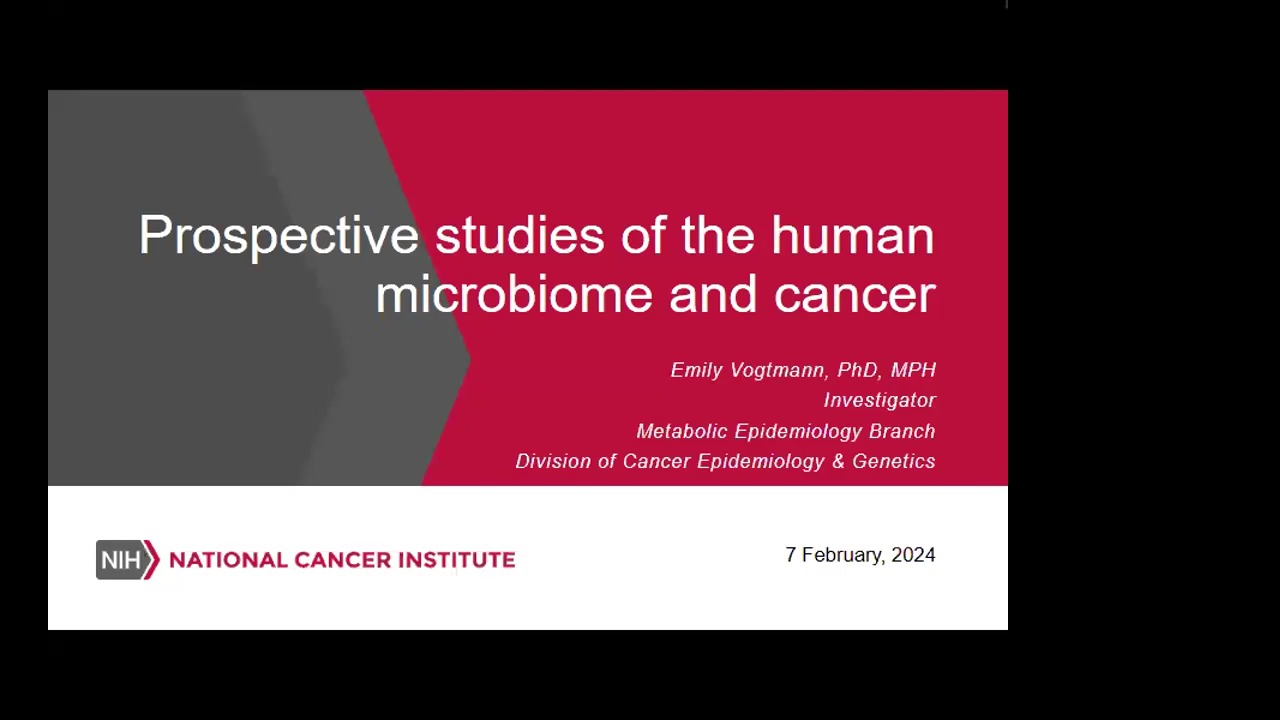 Prospective studies of the human
microbiome and cancer
Emily Vogtmann, PhD, MPH
Investigator
Metabolic Epidemiology Branch
Division of Cancer Epidemiology & Genetics
NIH NATIONAL CANCER INSTITUTE
7 February, 2024